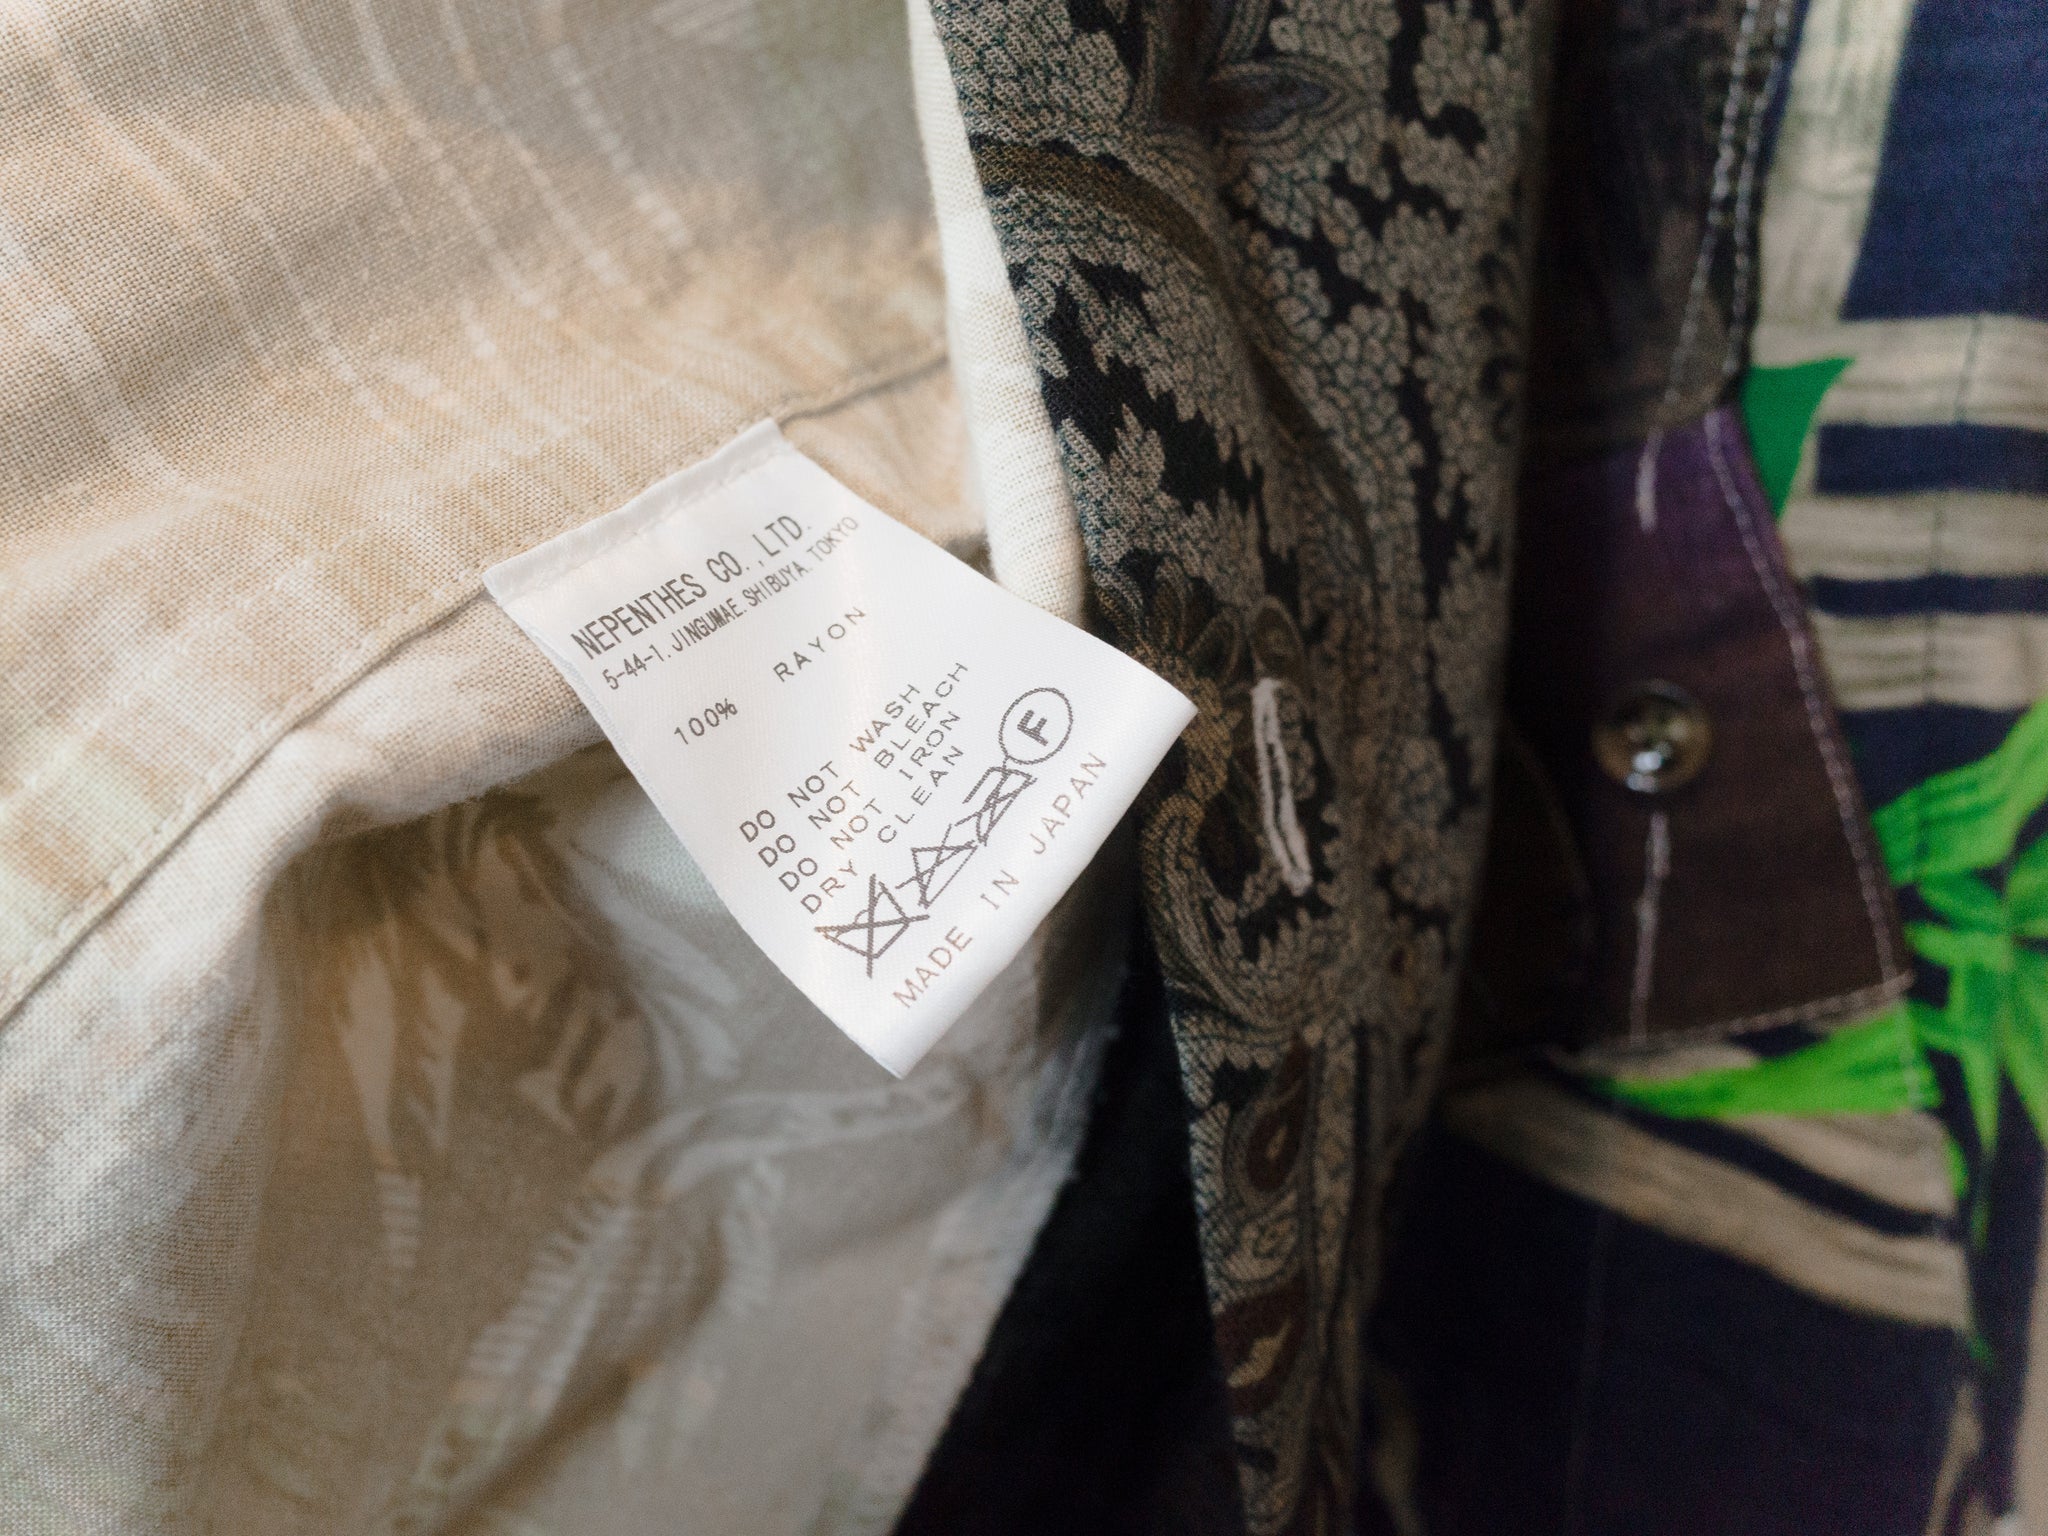 NEPENTHES CO.,LTD.
5-44-1.JINGUMAE.SHIBUYA.TOKYO
100% RAYON
DO NOT WASH
DO NOT BLEACH
DO NOT IRON
DRY CLEAN
F
MADE IN JAPAN